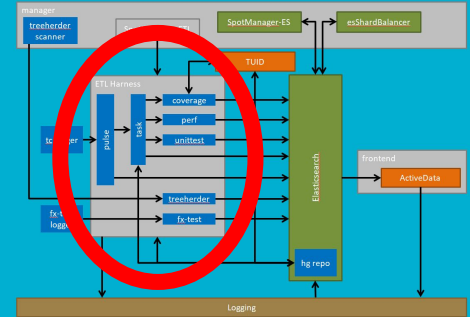 manager
treeherder
scanner
SpotManager-ES
esShardBalancer
TUID
ETL Harness
coverage
pulse
task
perf
unittest
frontend
Elasticsearch
ActiveData
treeherder
fx-test
hg repo
Logging